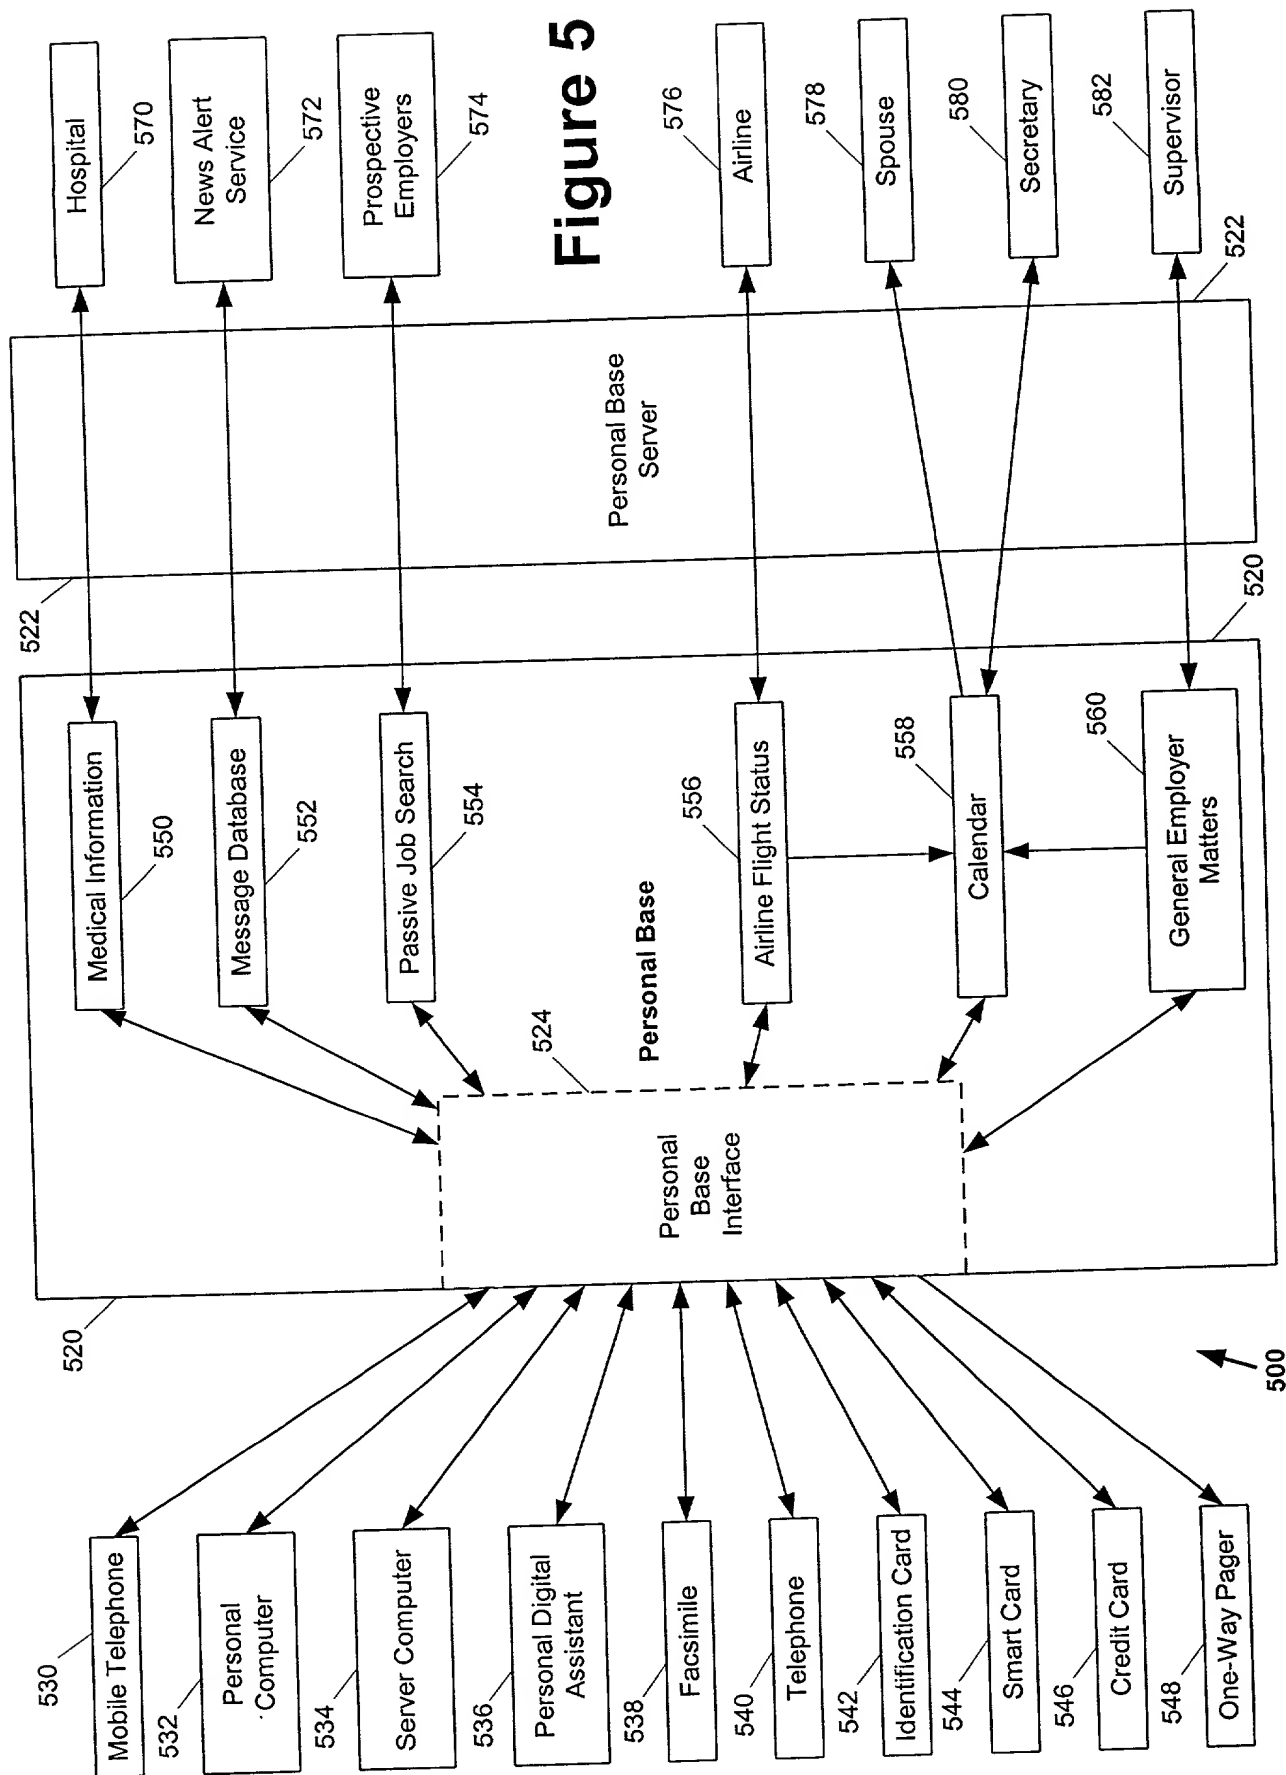 530
Mobile Telephone
532
Personal
Computer
534
Server Computer
536
Personal Digital
Assistant
538
Facsimile
540
Telephone
542
Identification Card
544
Smart Card
546
Credit Card
548
One-Way Pager
520
Personal
Base
Interface
524
Personal Base
Medical Information
550
Message Database
552
Passive Job Search
554
556
Airline Flight Status
558
Calendar
560
General Employer
Matters
520
522
Personal Base
Server
522
Hospital
570
News Alert
Service
572
Prospective
Employers
574
576
Airline
578
Spouse
580
Secretary
582
Supervisor
500
Figure 5